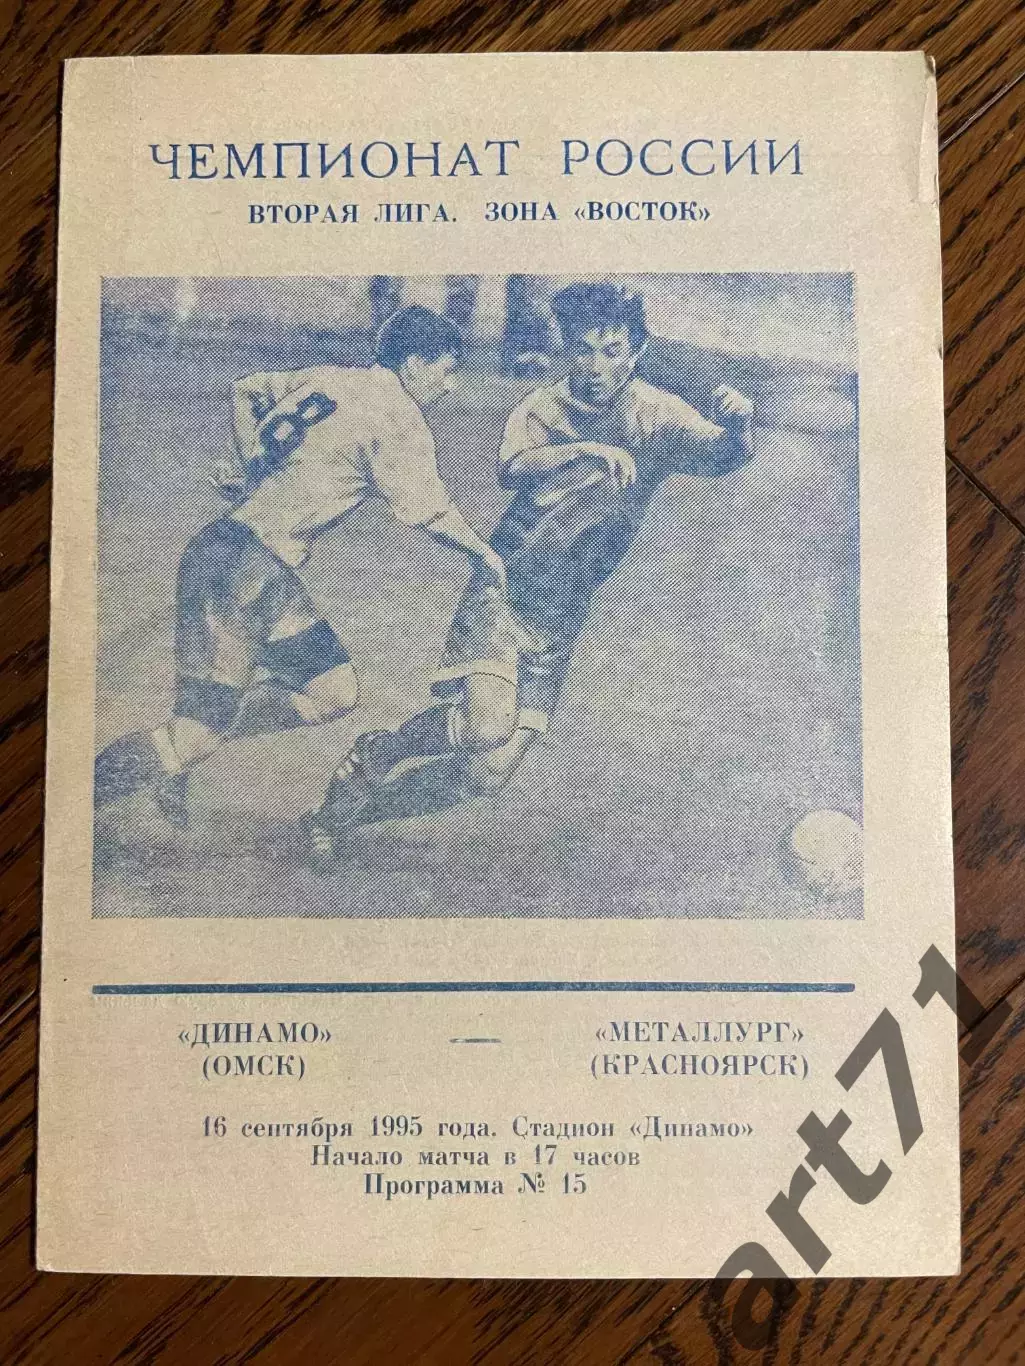 ЧЕМПИОНАТ РОССИИ
ВТОРАЯ ЛИГА. ЗОНА «ВОСТОК»
8
«ДИНАМО» — «МЕТАЛЛУРГ»
(ОМСК) (КРАСНОЯРСК)
16 сентября 1995 года. Стадион «Динамо»
Начало матча в 17 часов
Программа № 15
art71